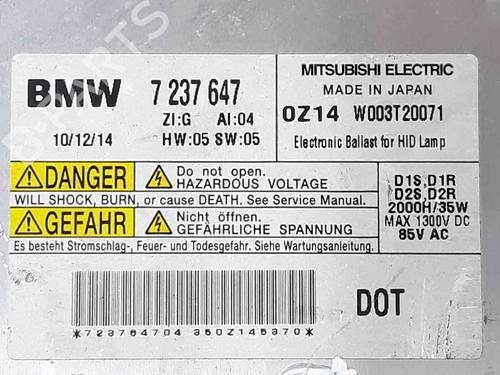 BMW 7 237 647
ZI:G AI:04
10/12/14 HW:05 SW:05
MITSUBISHI ELECTRIC
MADE IN JAPAN
0Z14 W003T20071
Electronic Ballast for HID Lamp
DANGER Do not open.
HAZARDOUS VOLTAGE
WILL SHOCK, BURN, or cause DEATH. See Service Manual.
GEFAHR Nicht öffnen.
GEFÄHRLICHE SPANNUNG
Es besteht Stromschlag-, Feuer- und Todesgefahr. Siehe Wartungsanleitung.
D1S,D1R
D2S,D2R
2000H/35W
MAX 1300V DC
85V AC
DOT
*723764704 350Z145370*
B-PARTS